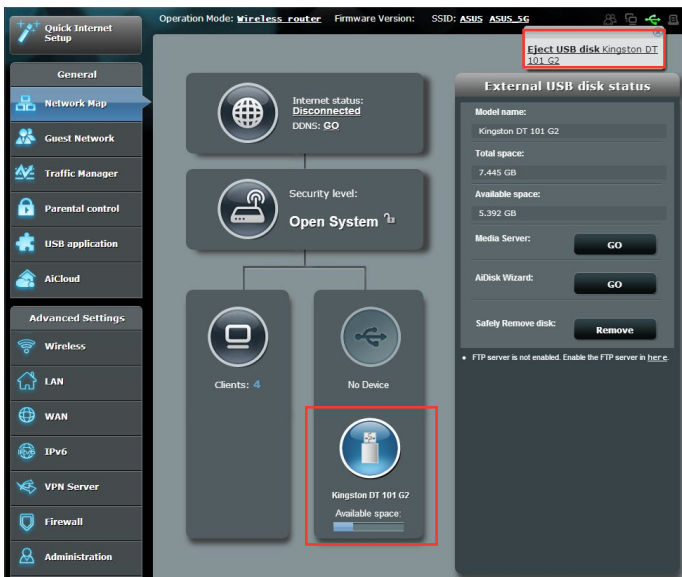 Quick Internet
Setup
Operation Mode: Wireless router Firmware Version: SSID: ASUS ASUS_5G
Eject USB disk Kingston DT
101 G2
General
Network Map
Guest Network
Traffic Manager
Parental control
USB application
AiCloud
Advanced Settings
Wireless
LAN
WAN
IPv6
VPN Server
Firewall
Administration
Internet status:
Disconnected
DDNS: GO
Security level:
Open System
Clients: 4
No Device
Kingston DT 101 G2
Available space:
External USB disk status
Model name:
Kingston DT 101 G2
Total space:
7.445 GB
Available space:
5.392 GB
Media Server: GO
AiDisk Wizard: GO
Safely Remove disk: Remove
• FTP server is not enabled. Enable the FTP server in here.